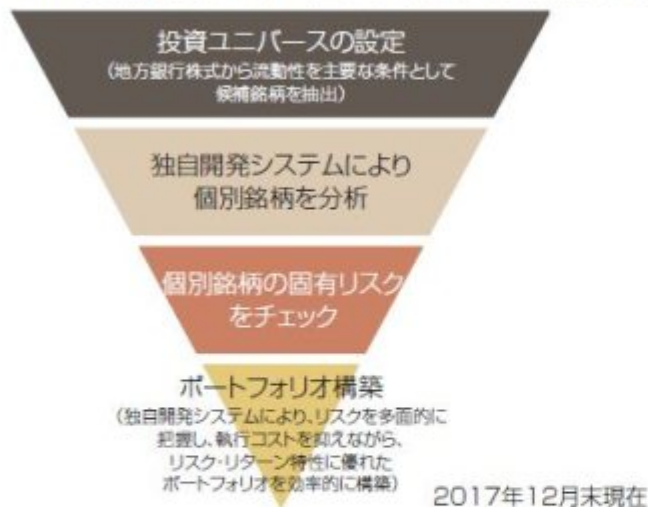 投資ユニバースの設定
(地方銀行株式から流動性を主要な条件として
候補銘柄を抽出)
独自開発システムにより
個別銘柄を分析
個別銘柄の固有リスク
をチェック
ポートフォリオ構築
(独自開発システムにより、リスクを多面的に
把握し、執行コストを抑えながら、
リスク・リターン特性に優れた
ポートフォリオを効率的に構築)
2017年12月末現在